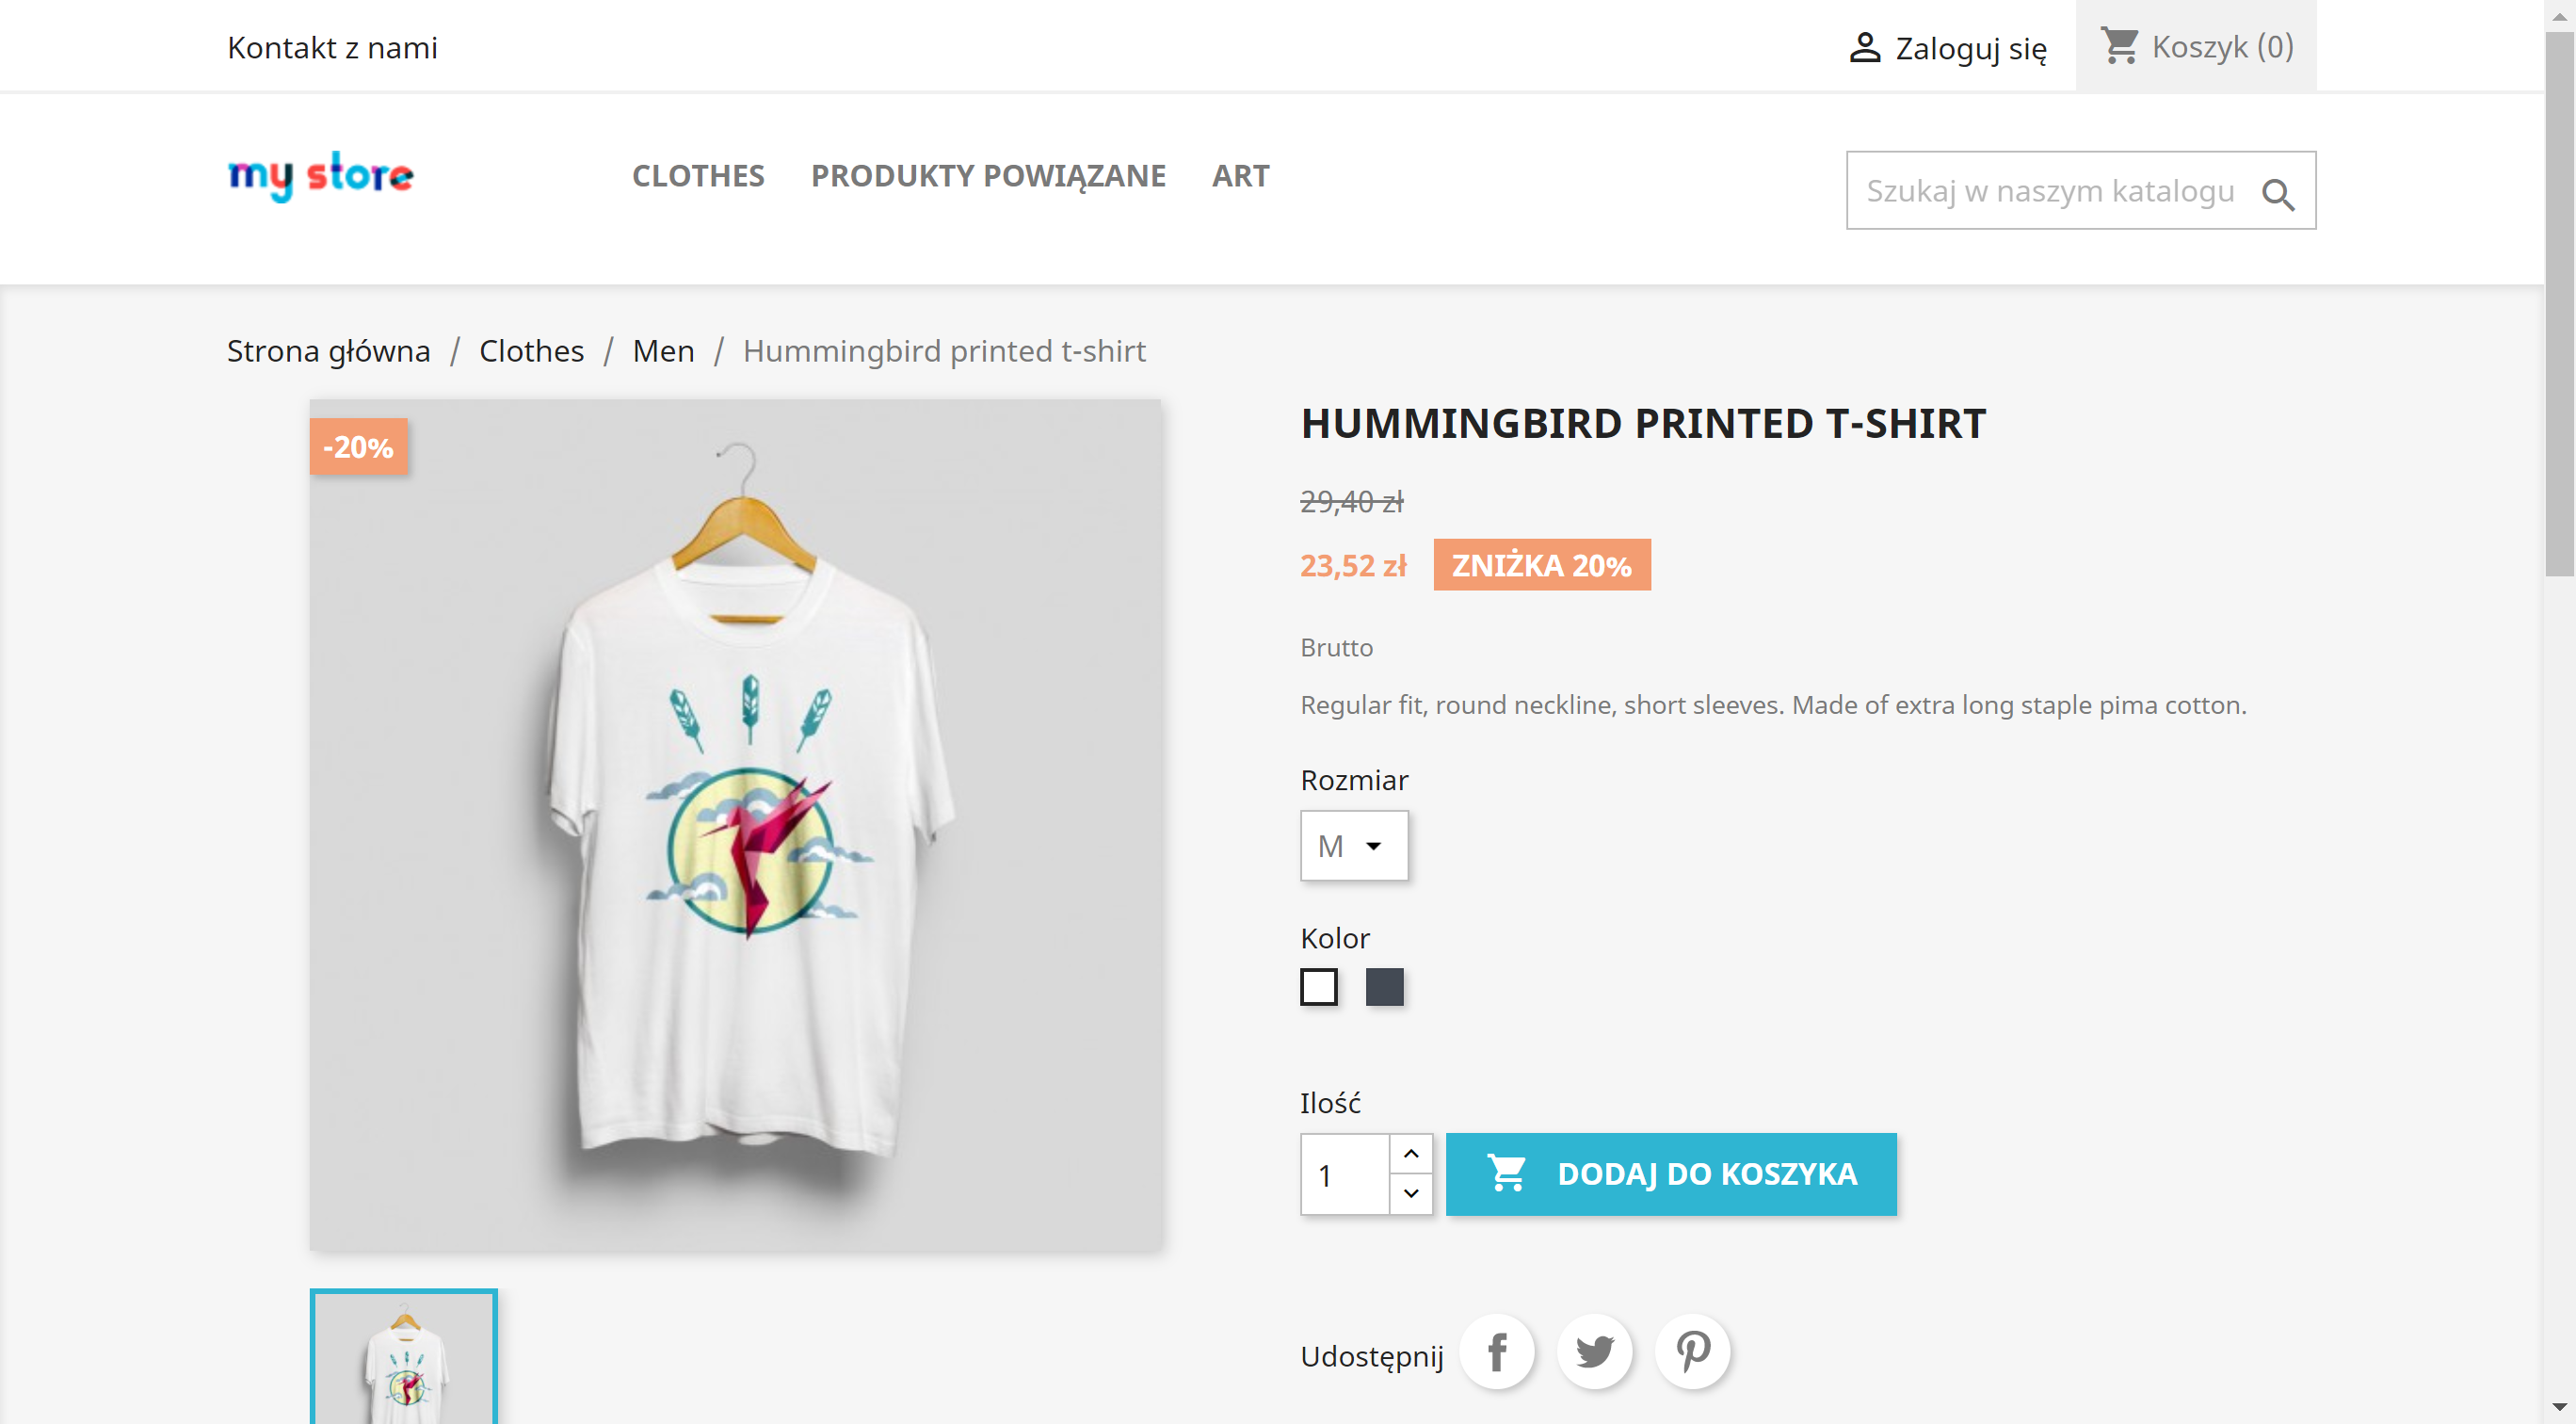 Kontakt z nami
Zaloguj się
Koszyk (0)
my store
CLOTHES PRODUKTY POWIĄZANE ART
Szukaj w naszym katalogu
Strona główna / Clothes / Men / Hummingbird printed t-shirt
-20%
HUMMINGBIRD PRINTED T-SHIRT
29,40 zł
23,52 zł ZNIŻKA 20%
Brutto
Regular fit, round neckline, short sleeves. Made of extra long staple pima cotton.
Rozmiar
M
Kolor
Ilość
1
DODAJ DO KOSZYKA
Udostępnij